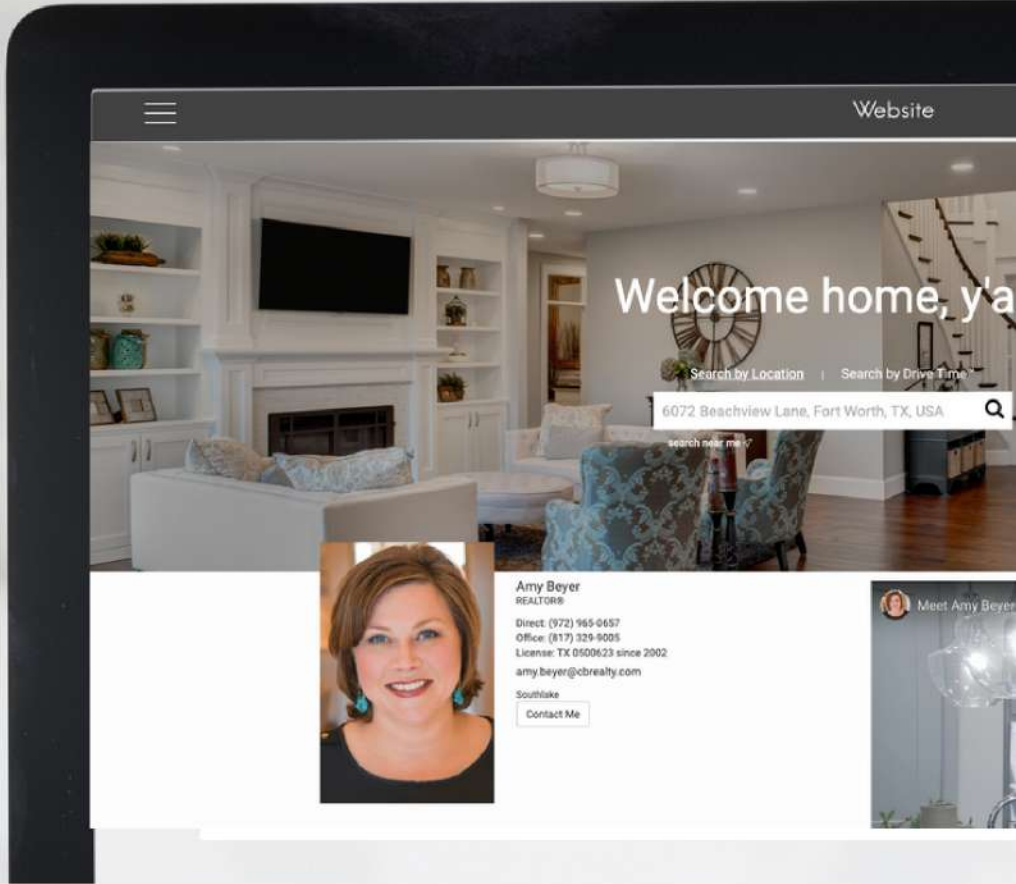 Website
Welcome home, y'a
Search by Location | Search by Drive Time℠
6072 Beachview Lane, Fort Worth, TX, USA
search near me
Amy Beyer
REALTOR®
Direct: (972) 965-0657
Office: (817) 329-9005
License: TX 0500623 since 2002
amy.beyer@cbrealty.com
Southlake
Contact Me
Meet Amy Beyer